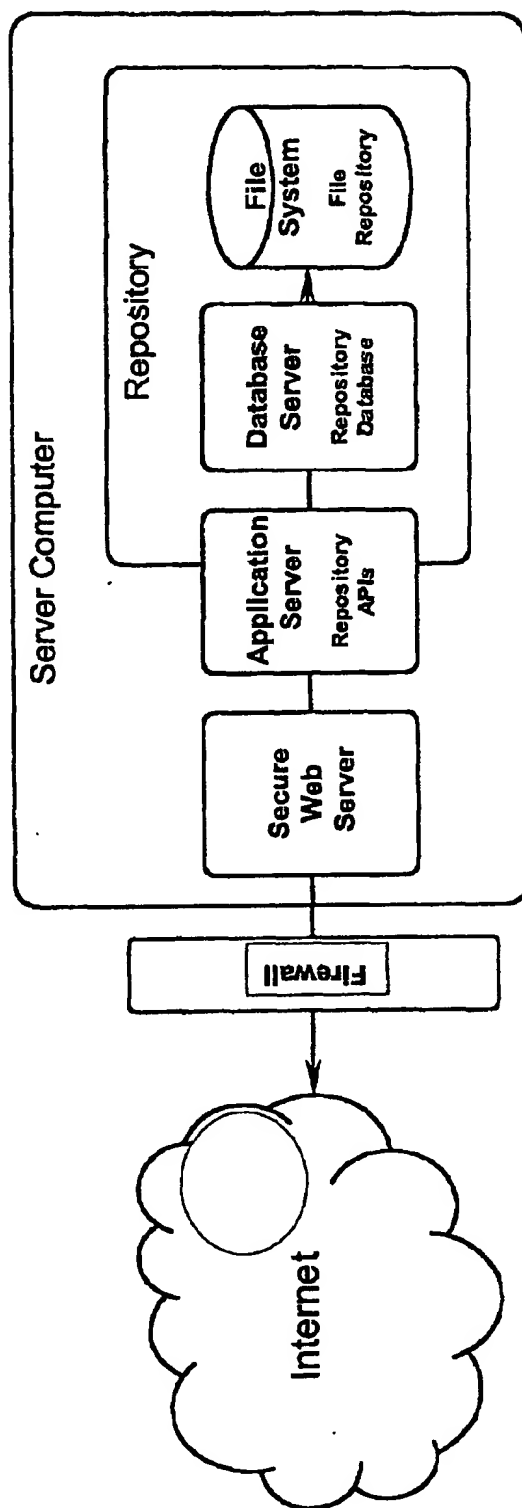 Server Computer
Repository
File
System
File
Repository
Database
Server
Repository
Database
Application
Server
Repository
APIs
Secure
Web
Server
Firewall
Internet